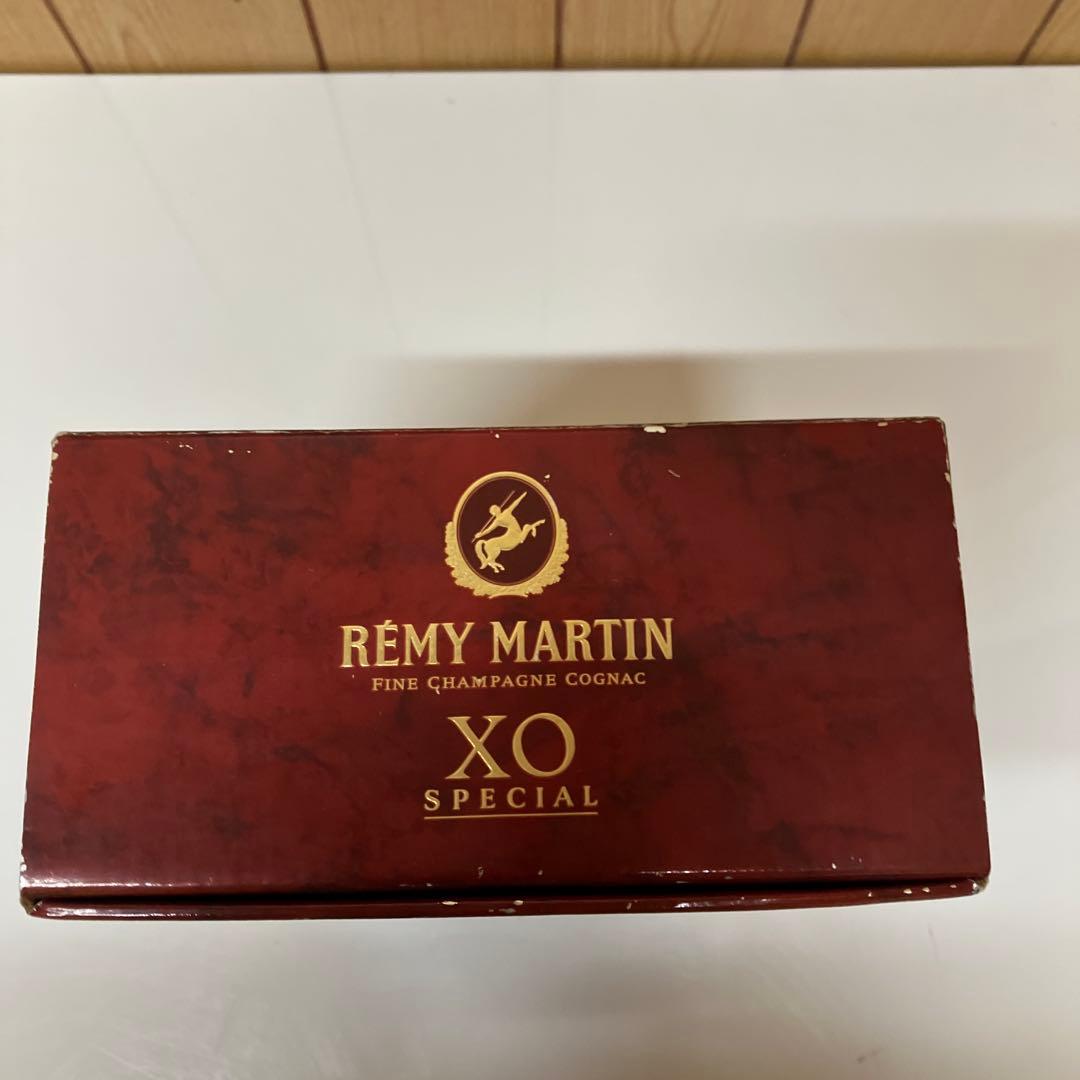 RÉMY MARTIN
FINE CHAMPAGNE COGNAC
XO
SPECIAL